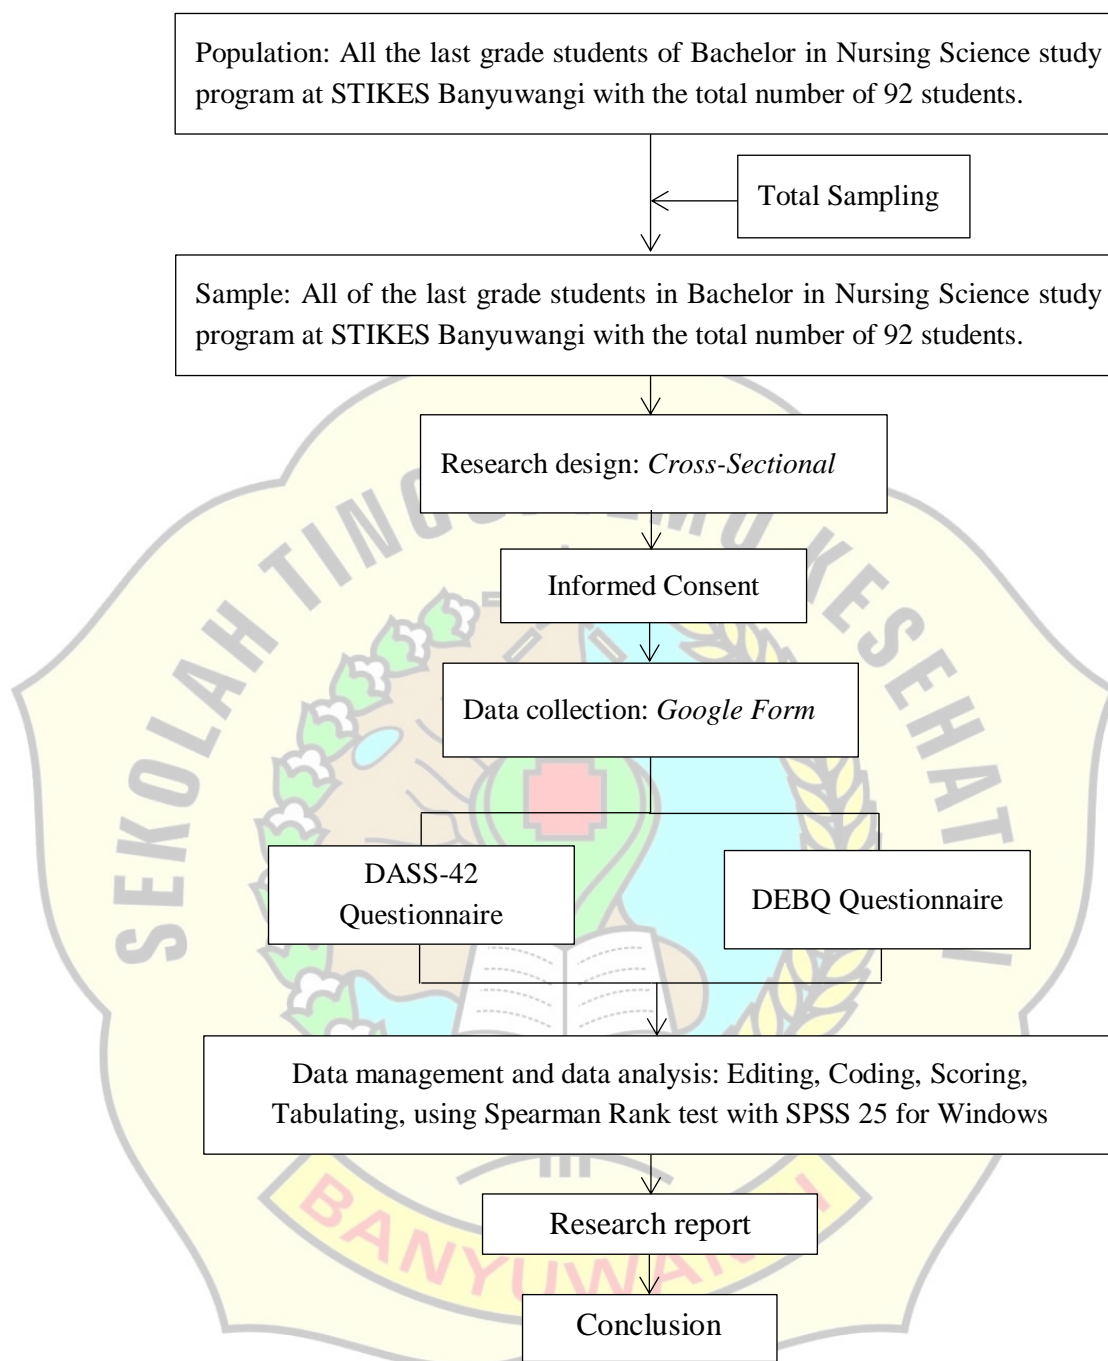 Population: All the last grade students of Bachelor in Nursing Science study
program at STIKES Banyuwangi with the total number of 92 students.
Total Sampling
Sample: All of the last grade students in Bachelor in Nursing Science study
program at STIKES Banyuwangi with the total number of 92 students.
Research design: Cross-Sectional
Informed Consent
Data collection: Google Form
DASS-42
Questionnaire
DEBQ Questionnaire
Data management and data analysis: Editing, Coding, Scoring,
Tabulating, using Spearman Rank test with SPSS 25 for Windows
Research report
Conclusion
SEKOLAH
BANYUWANGI